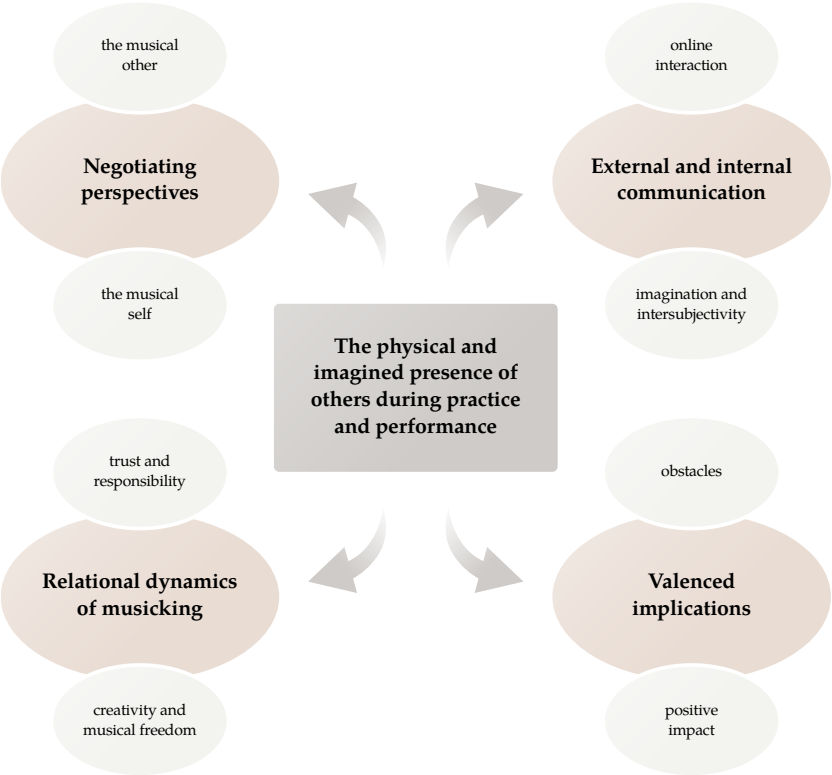 the musical
other
Negotiating
perspectives
the musical
self
online
interaction
External and internal
communication
imagination and
intersubjectivity
The physical and
imagined presence of
others during practice
and performance
trust and
responsibility
Relational dynamics
of musicking
creativity and
musical freedom
obstacles
Valenced
implications
positive
impact